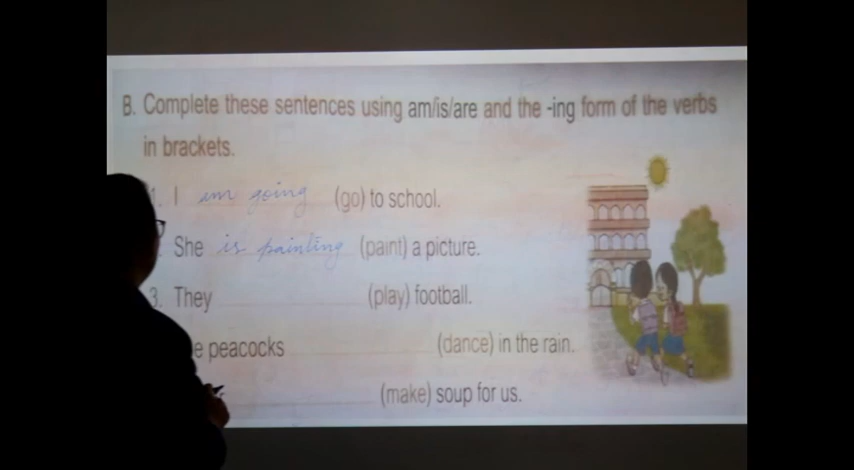 B. Complete these sentences using am/is/are and the -ing form of the verbs
in brackets.
1. I am going (go) to school.
She is painting (paint) a picture.
3. They (play) football.
peacocks (dance) in the rain.
(make) soup for us.